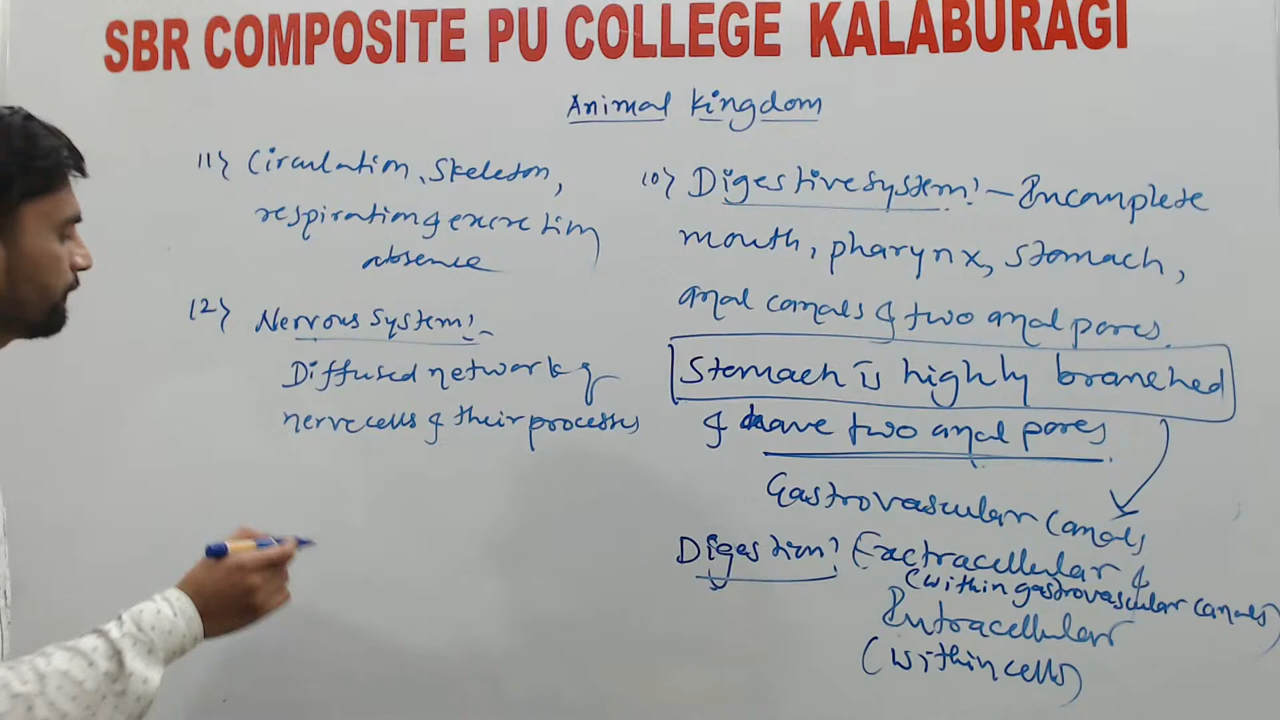 SBR COMPOSITE PU COLLEGE KALABURAGI
Animal Kingdom
11} Circulation, Skeleton,
respiration & excretion
absence
12} Nervous System:-
Diffused network of
nerve cells & their processes
10} Digestive System:- Incomplete
mouth, pharynx, stomach,
anal canals & two anal pores.
Stomach is highly branched
& have two anal pores
Gastrovascular Canals
Digestion: Exctracellular &
(within gastrovascular canals)
Intracellular
(within cells)